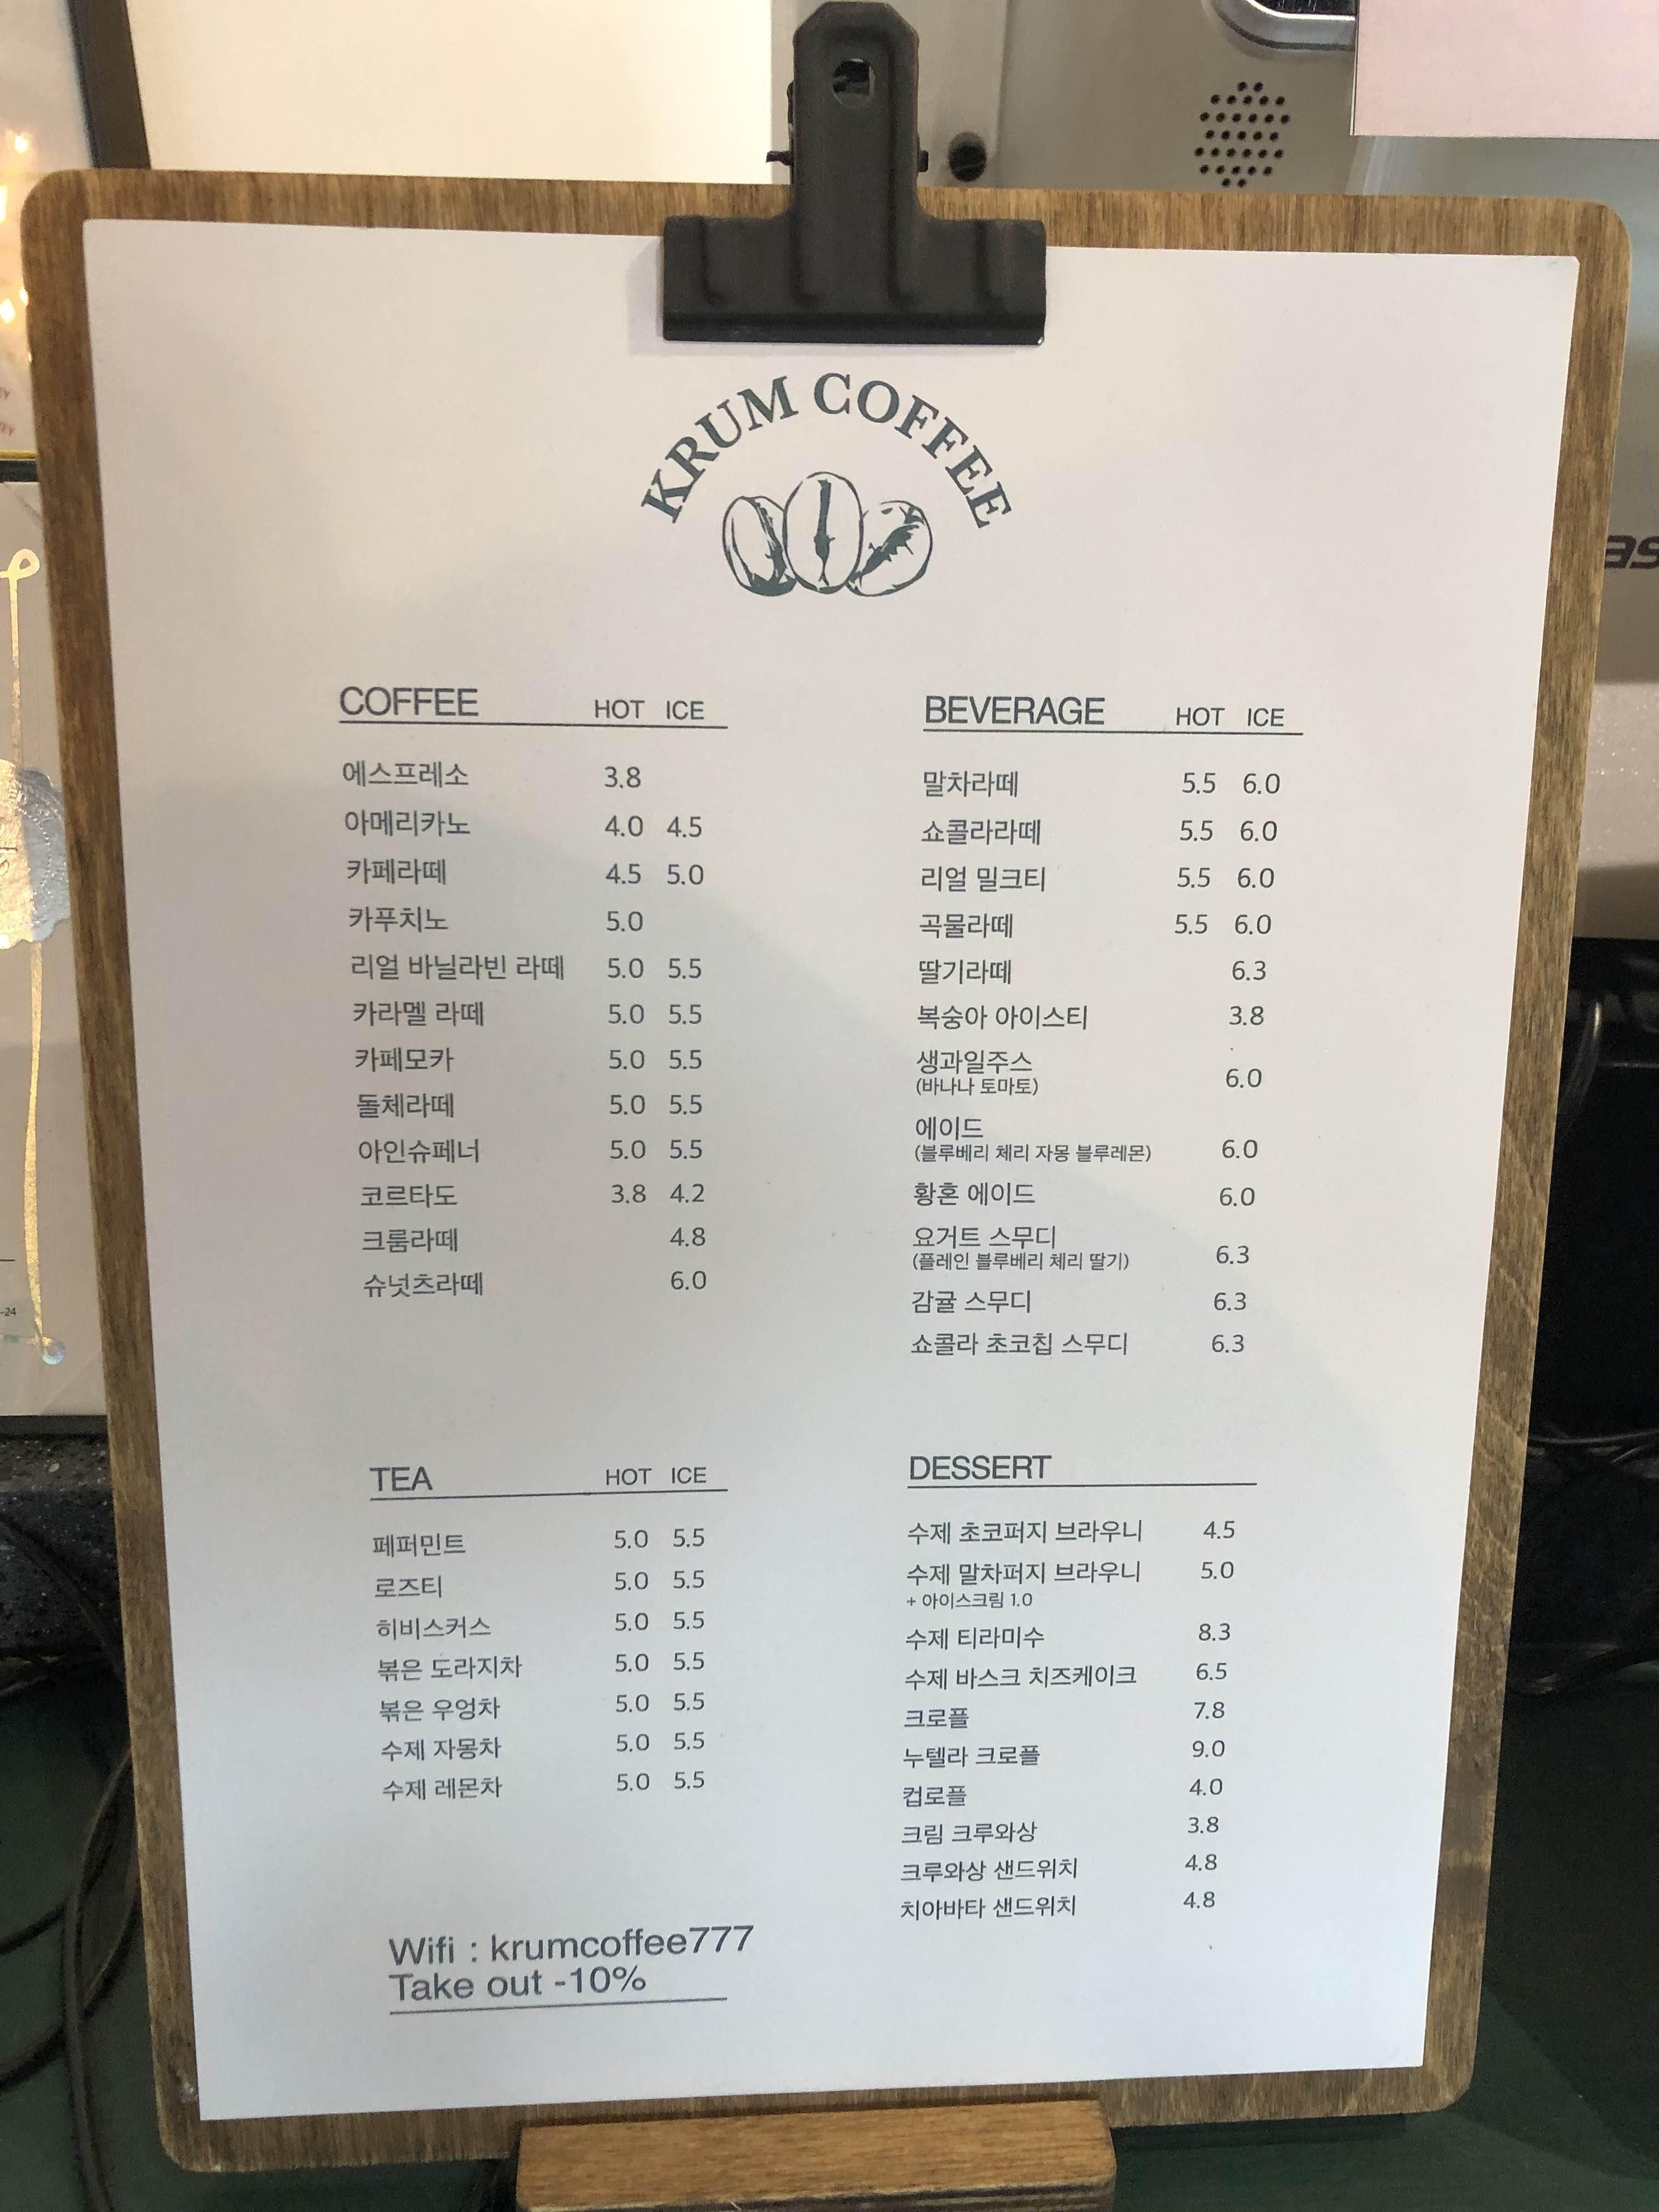 KRUM COFFEE
COFFEE HOT ICE
에스프레소 3.8
아메리카노 4.0 4.5
카페라떼 4.5 5.0
카푸치노 5.0
리얼 바닐라빈 라떼 5.0 5.5
카라멜 라떼 5.0 5.5
카페모카 5.0 5.5
돌체라떼 5.0 5.5
아인슈페너 5.0 5.5
코르타도 3.8 4.2
크룸라떼 4.8
슈넛츠라떼 6.0
BEVERAGE HOT ICE
말차라떼 5.5 6.0
쇼콜라라떼 5.5 6.0
리얼 밀크티 5.5 6.0
곡물라떼 5.5 6.0
딸기라떼 6.3
복숭아 아이스티 3.8
생과일주스 6.0
(바나나 토마토)
에이드 6.0
(블루베리 체리 자몽 블루레몬)
황혼 에이드 6.0
요거트 스무디 6.3
(플레인 블루베리 체리 딸기)
감귤 스무디 6.3
쇼콜라 초코칩 스무디 6.3
TEA HOT ICE
페퍼민트 5.0 5.5
로즈티 5.0 5.5
히비스커스 5.0 5.5
볶은 도라지차 5.0 5.5
볶은 우엉차 5.0 5.5
수제 자몽차 5.0 5.5
수제 레몬차 5.0 5.5
DESSERT
수제 초코퍼지 브라우니 4.5
수제 말차퍼지 브라우니 5.0
+ 아이스크림 1.0
수제 티라미수 8.3
수제 바스크 치즈케이크 6.5
크로플 7.8
누텔라 크로플 9.0
컵로플 4.0
크림 크루와상 3.8
크루와상 샌드위치 4.8
치아바타 샌드위치 4.8
Wifi : krumcoffee777
Take out -10%
-24